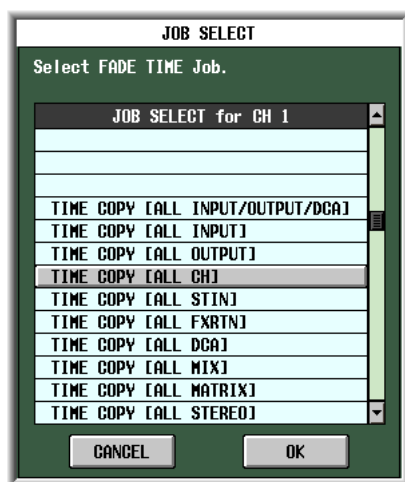 JOB SELECT
Select FADE TIME Job.
JOB SELECT for CH 1
TIME COPY [ALL INPUT/OUTPUT/DCA]
TIME COPY [ALL INPUT]
TIME COPY [ALL OUTPUT]
TIME COPY [ALL CH]
TIME COPY [ALL STIN]
TIME COPY [ALL FXRTN]
TIME COPY [ALL DCA]
TIME COPY [ALL MIX]
TIME COPY [ALL MATRIX]
TIME COPY [ALL STEREO]
CANCEL OK